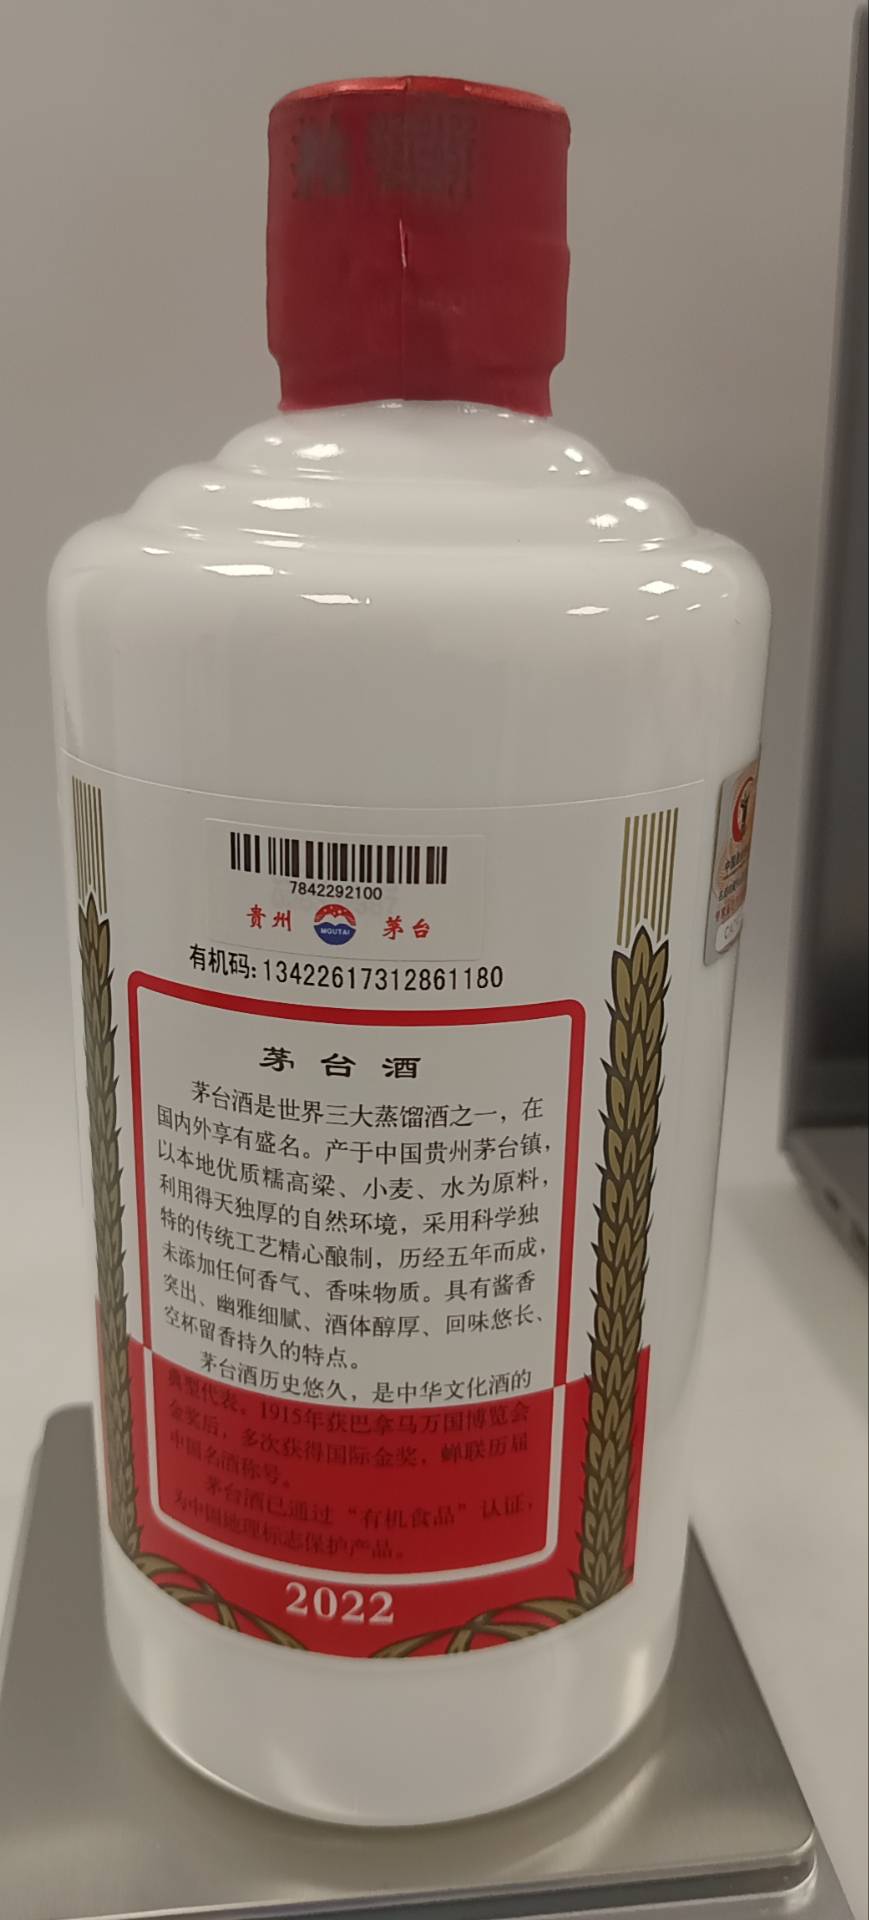 7842292100
贵州 MOUTAI 茅台
有机码:13422617312861180
茅台酒
茅台酒是世界三大蒸馏酒之一，在
国内外享有盛名。产于中国贵州茅台镇，
以本地优质糯高粱、小麦、水为原料，
利用得天独厚的自然环境，采用科学独
特的传统工艺精心酿制，历经五年而成，
未添加任何香气、香味物质。具有酱香
突出、幽雅细腻、酒体醇厚、回味悠长、
空杯留香持久的特点。
茅台酒历史悠久，是中华文化酒的
典型代表。1915年获巴拿马万国博览会
金奖后，多次获得国际金奖，蝉联历届
中国名酒称号。
茅台酒已通过“有机食品”认证，
为中国地理标志保护产品。
2022